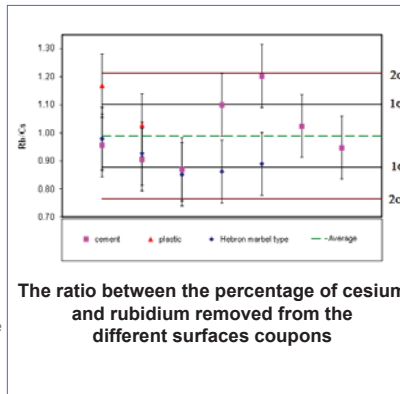 1.30
2σ
1.20
1σ
1.10
Rb/Cs
1.00
0.90
1σ
0.80
2σ
0.70
cement plastic Hebron marbel type Average
The ratio between the percentage of cesium
and rubidium removed from the
different surfaces coupons
e